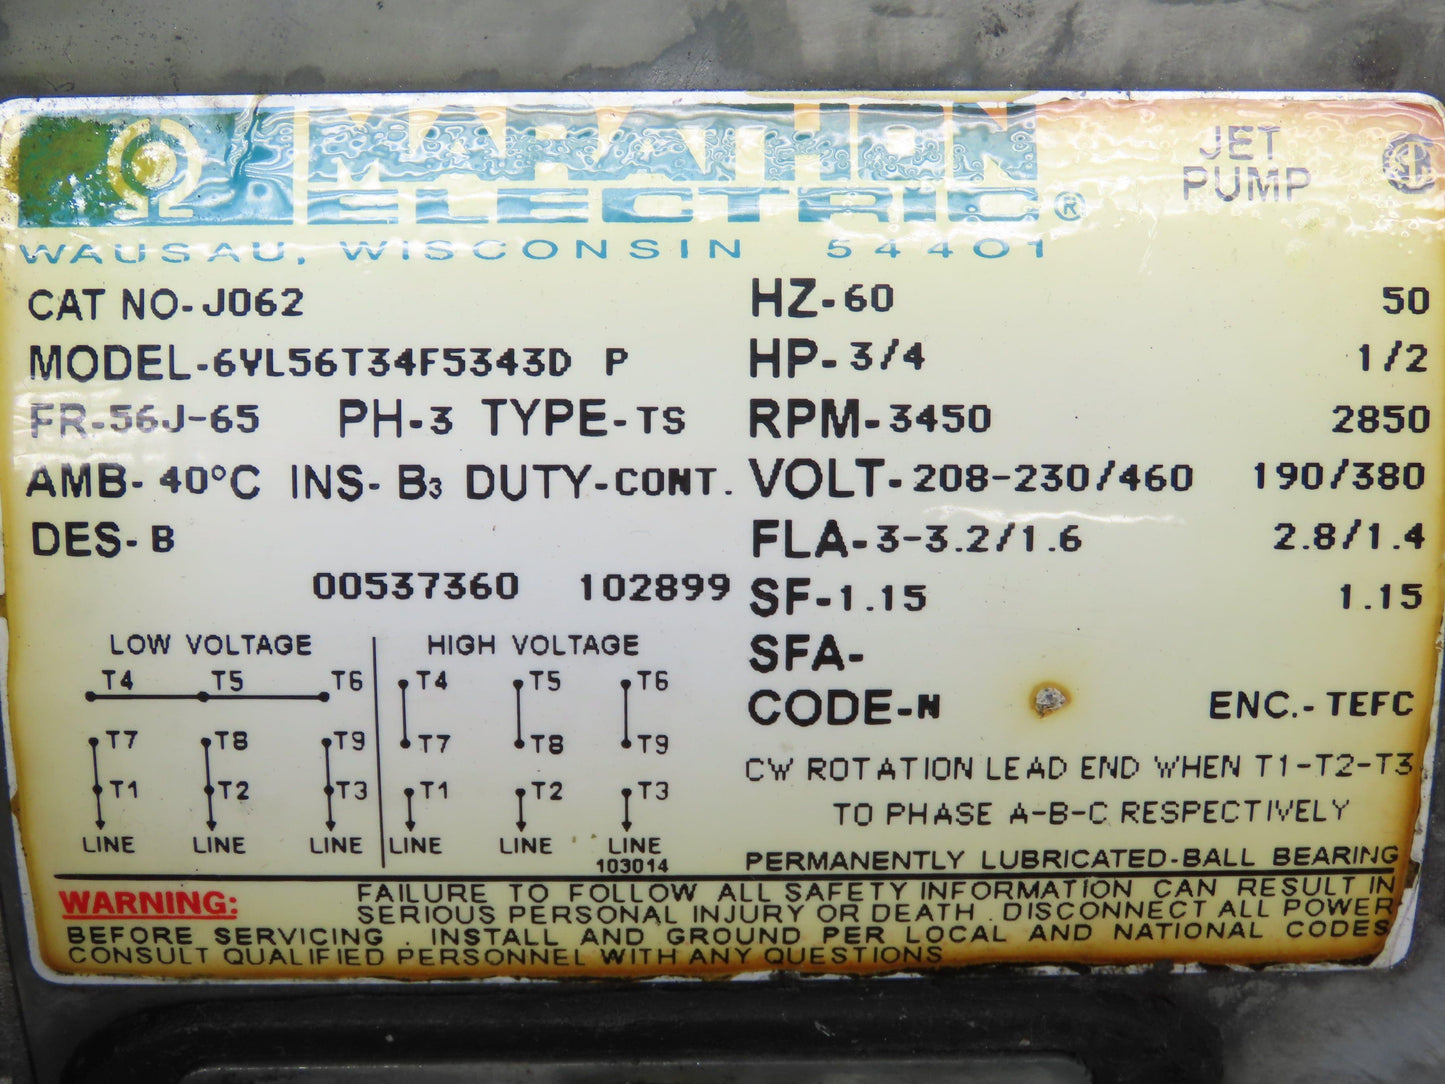 MARATHON
ELECTRIC®
WAUSAU, WISCONSIN 54401
JET
PUMP
CAT NO-J062
MODEL-6VL56T34F5343D P
FR-56J-65 PH-3 TYPE-TS
AMB-40°C INS-B3 DUTY-CONT.
DES-B
00537360 102899
HZ-60 50
HP-3/4 1/2
RPM-3450 2850
VOLT-208-230/460 190/380
FLA-3-3.2/1.6 2.8/1.4
SF-1.15 1.15
SFA-
CODE-N ENC.-TEFC
CW ROTATION LEAD END WHEN T1-T2-T3
TO PHASE A-B-C RESPECTIVELY
PERMANENTLY LUBRICATED-BALL BEARING
LOW VOLTAGE
T4 T5 T6
T7 T8 T9
T1 T2 T3
LINE LINE LINE
HIGH VOLTAGE
T4 T5 T6
T7 T8 T9
T1 T2 T3
LINE LINE LINE
103014
WARNING: FAILURE TO FOLLOW ALL SAFETY INFORMATION CAN RESULT IN
SERIOUS PERSONAL INJURY OR DEATH. DISCONNECT ALL POWER
BEFORE SERVICING. INSTALL AND GROUND PER LOCAL AND NATIONAL CODES
CONSULT QUALIFIED PERSONNEL WITH ANY QUESTIONS